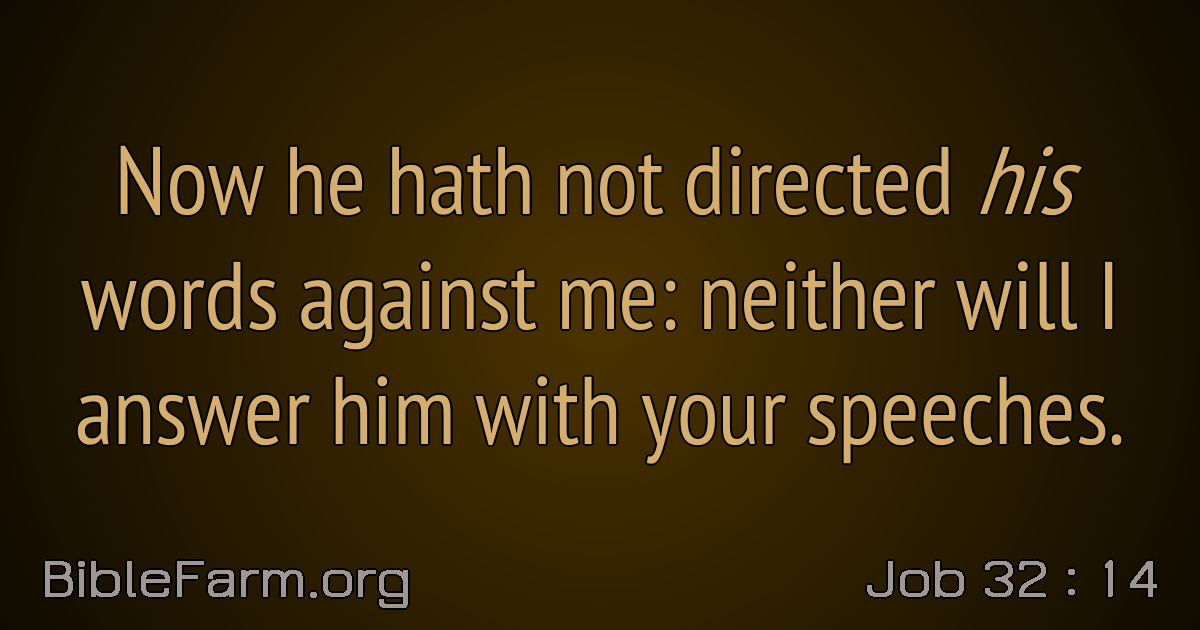 Now he hath not directed his
words against me: neither will I
answer him with your speeches.
BibleFarm.org
Job 32 : 14